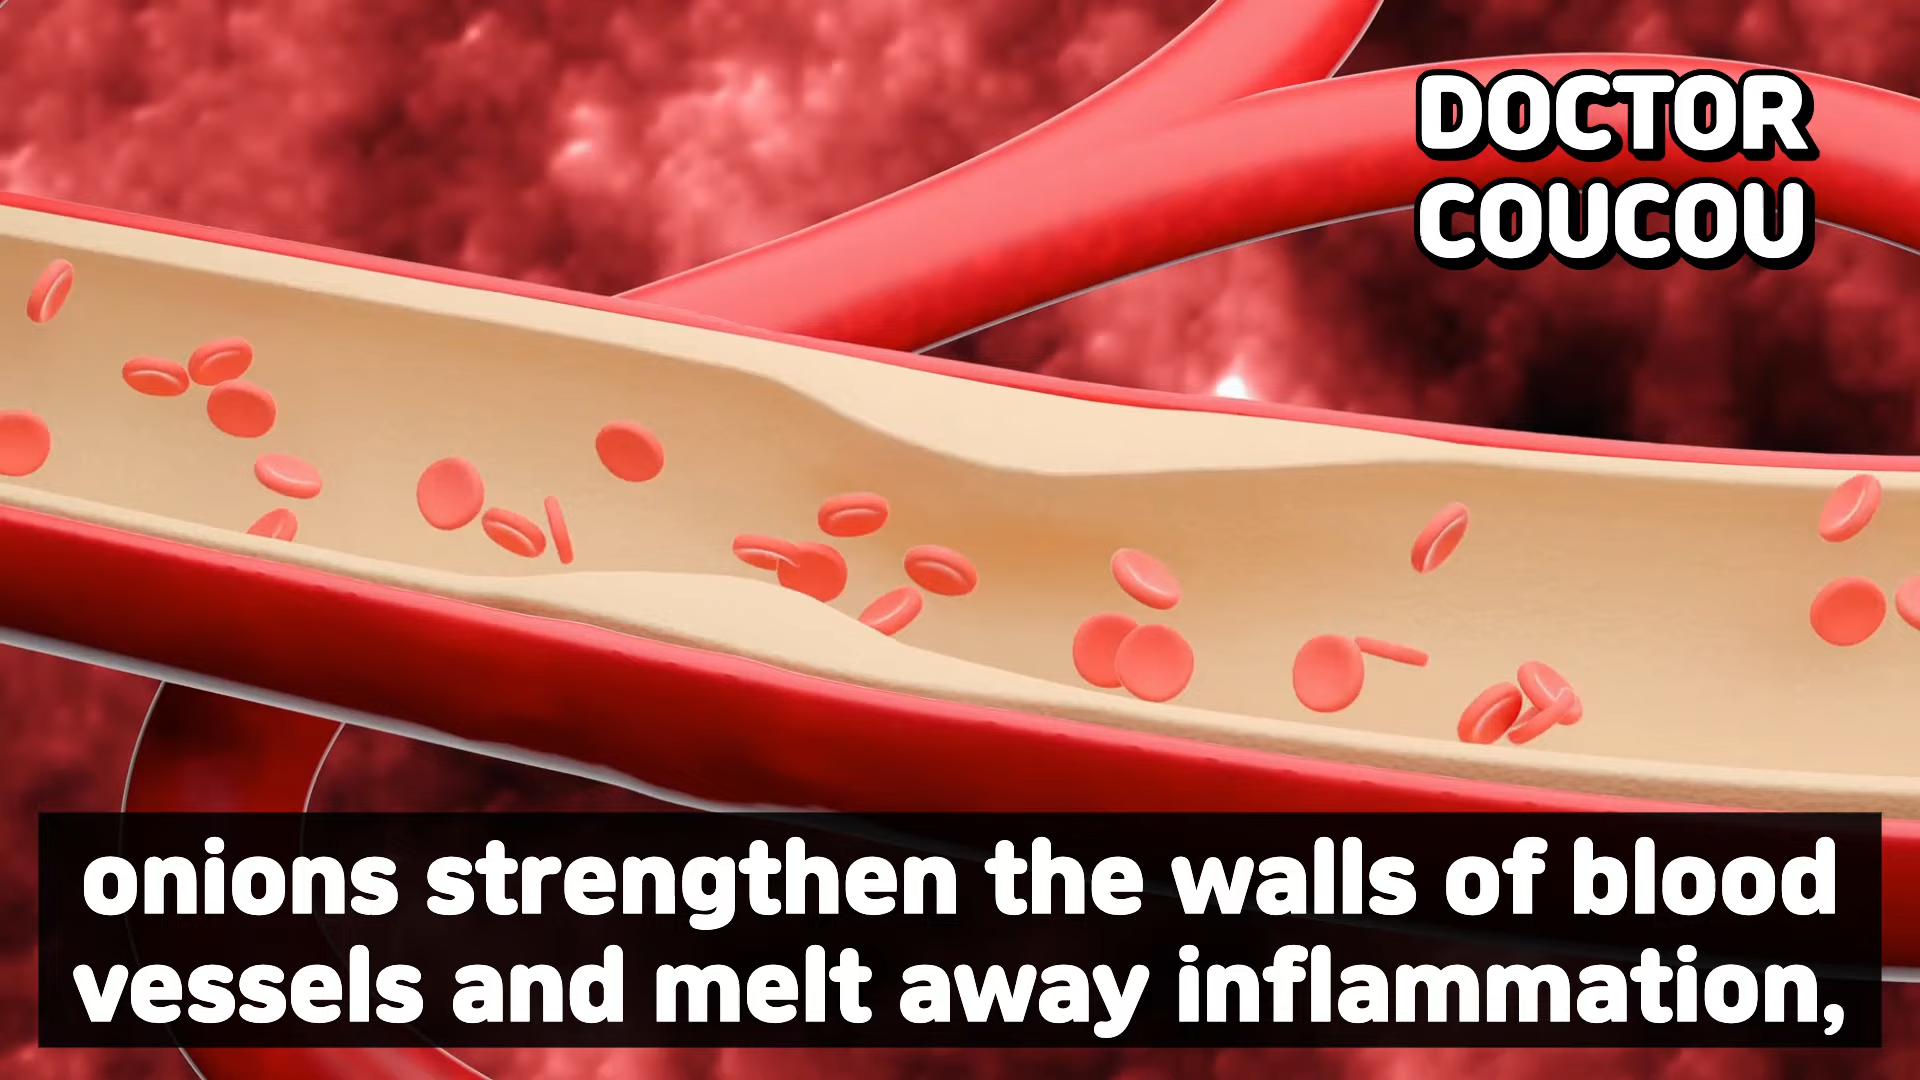 DOCTOR
COUCOU
onions strengthen the walls of blood
vessels and melt away inflammation,